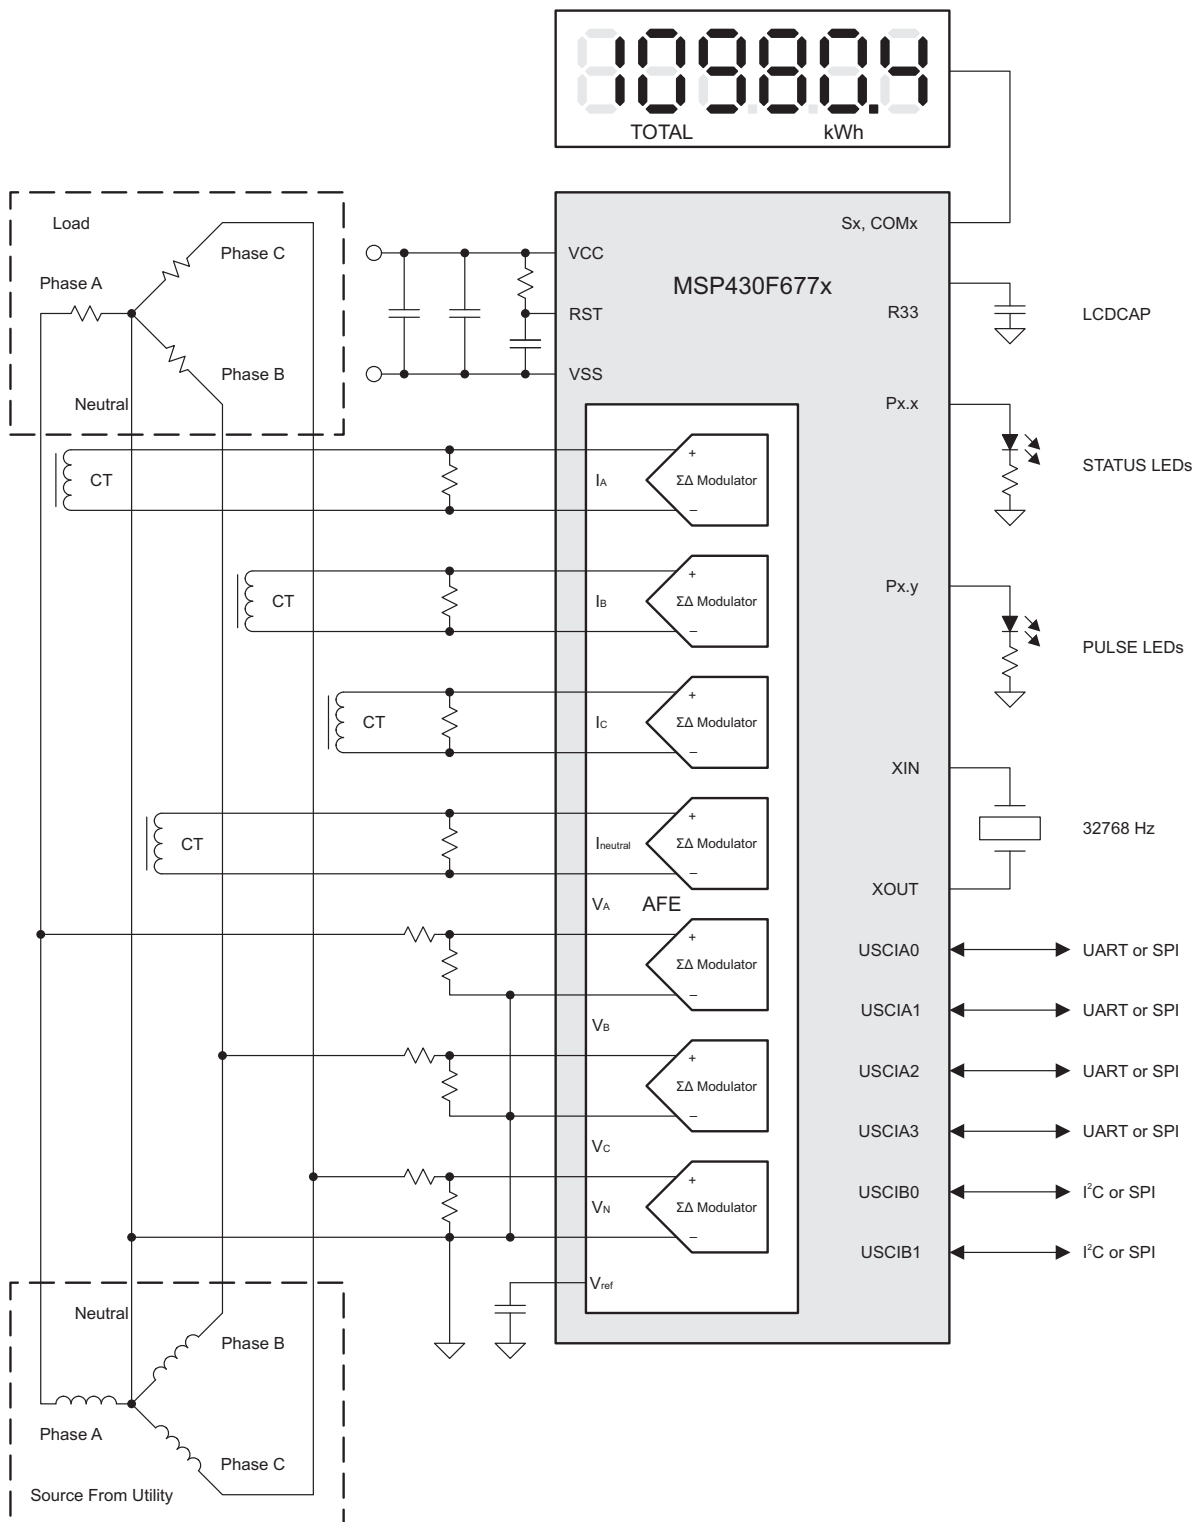 10980.4
TOTAL kWh
Load
Phase C
Phase A
Phase B
Neutral
VCC
RST
VSS
MSP430F677x
Sx, COMx
R33
LCDCAP
Px.x
STATUS LEDs
Px.y
PULSE LEDs
XIN
32768 Hz
XOUT
USCIA0 UART or SPI
USCIA1 UART or SPI
USCIA2 UART or SPI
USCIA3 UART or SPI
USCIB0 I²C or SPI
USCIB1 I²C or SPI
CT
IA
+
ΣΔ Modulator
–
CT
IB
+
ΣΔ Modulator
–
CT
IC
+
ΣΔ Modulator
–
CT
Ineutral
+
ΣΔ Modulator
–
VA AFE
+
ΣΔ Modulator
–
VB
+
ΣΔ Modulator
–
VC
+
VN ΣΔ Modulator
–
Vref
Neutral
Phase B
Phase A
Phase C
Source From Utility